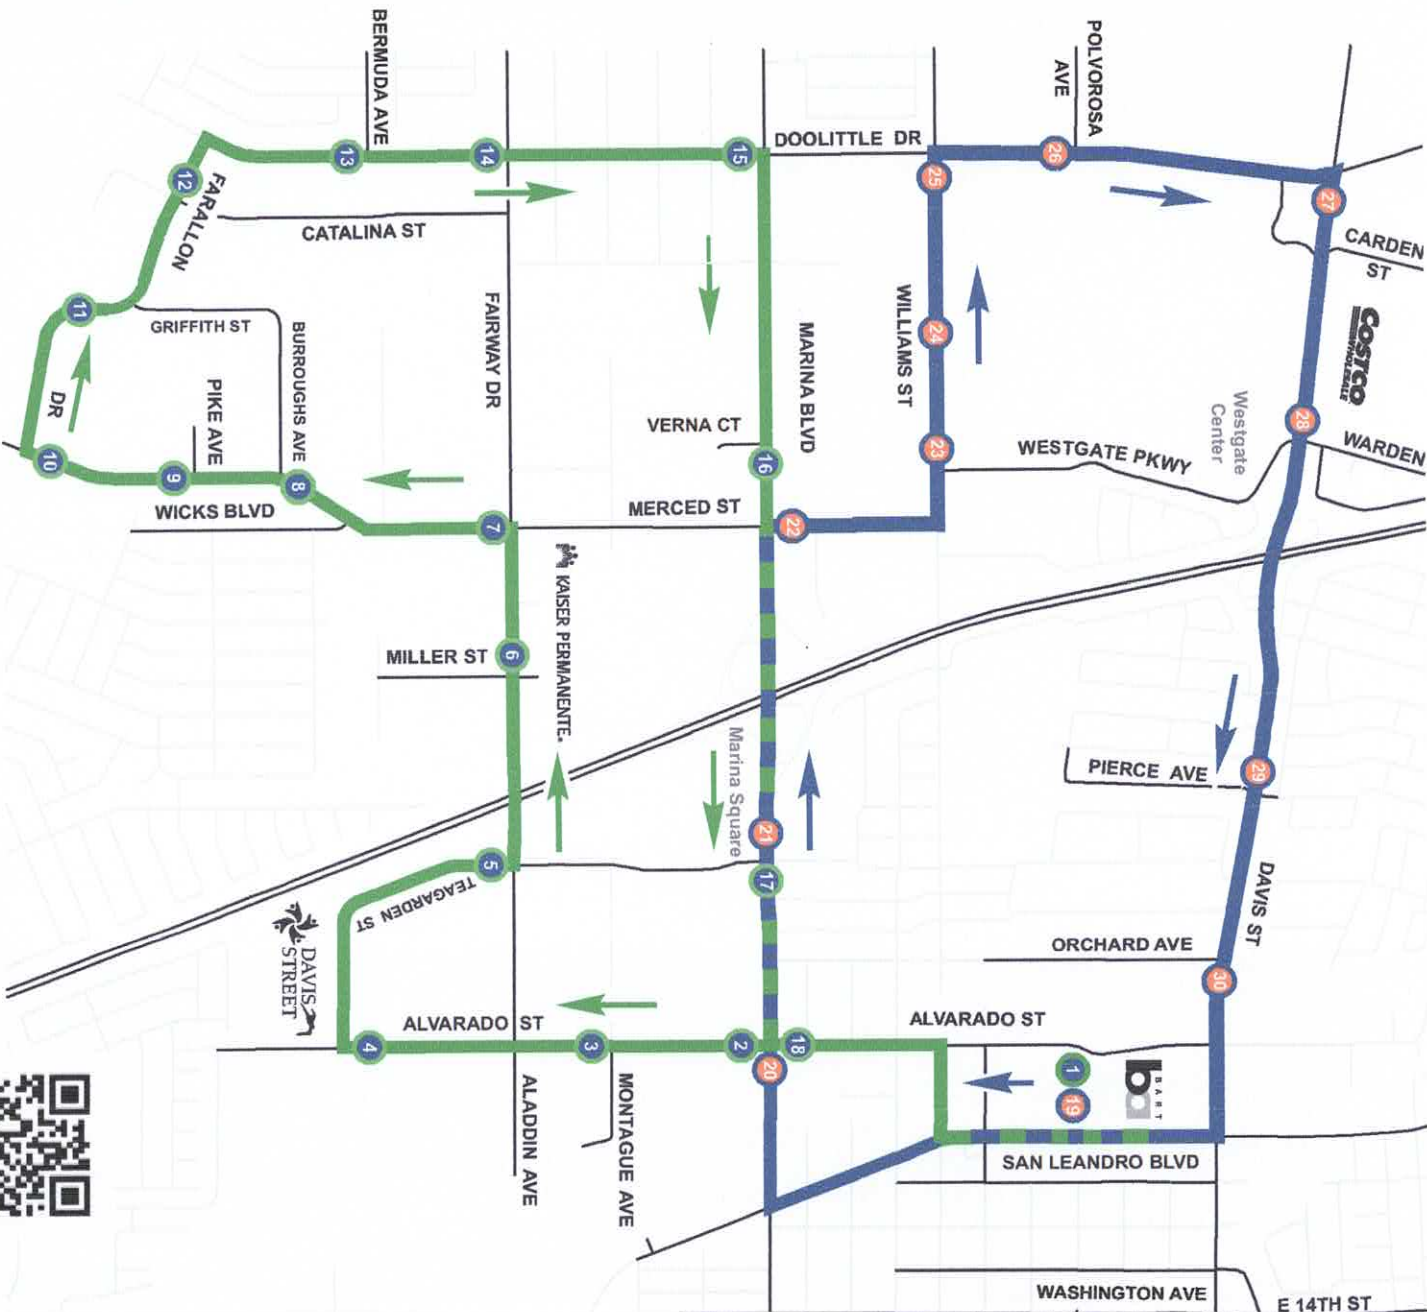 BERMUDA AVE
POLVOROSA
AVE
DOOLITTLE DR
13
14
15
26
12
25
27
FARALLON
CATALINA ST
CARDEN
ST
11
GRIFFITH ST
BURROUGHS AVE
FAIRWAY DR
MARINA BLVD
WILLIAMS ST
24
COSTCO
WHOLESALE
DR
PIKE AVE
VERNA CT
Westgate
Center
28
WARDEN
10
9
8
16
23
WESTGATE PKWY
WICKS BLVD
7
MERCED ST
22
KAISER PERMANENTE.
MILLER ST
6
Marina Square
PIERCE AVE
29
21
5
17
TEAGARDEN ST
DAVIS ST
DAVIS
STREET
ORCHARD AVE
30
ALVARADO ST
ALVARADO ST
4
3
2
18
20
1
19
BART
ba
ALADDIN AVE
MONTAGUE AVE
SAN LEANDRO BLVD
WASHINGTON AVE
E 14TH ST